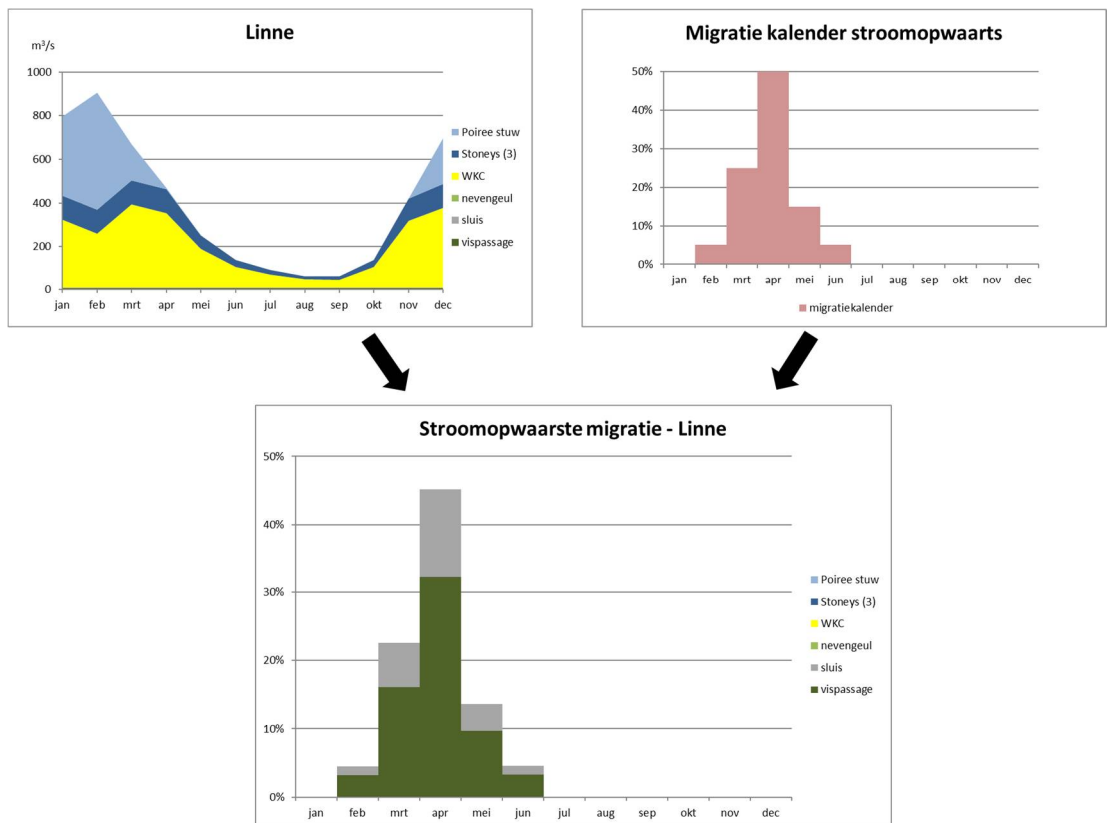 Linne
m³/s
1000
800
600
400
200
0
jan feb mrt apr mei jun jul aug sep okt nov dec
Poiree stuw
Stoneys (3)
WKC
nevengeul
sluis
vispassage
Migratie kalender stroomopwaarts
50%
40%
30%
20%
10%
0%
jan feb mrt apr mei jun jul aug sep okt nov dec
migratiekalender
Stroomopwaarste migratie - Linne
50%
40%
30%
20%
10%
0%
jan feb mrt apr mei jun jul aug sep okt nov dec
Poiree stuw
Stoneys (3)
WKC
nevengeul
sluis
vispassage